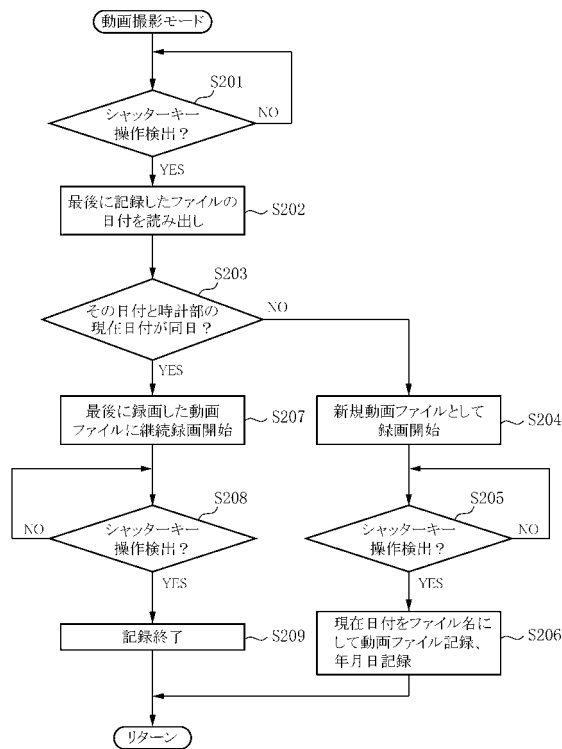 動画撮影モード
S201
シャッターキー
操作検出？
NO
YES
最後に記録したファイルの
日付を読み出し
S202
S203
その日付と時計部の
現在日付が同日？
NO
YES
最後に録画した動画
ファイルに継続録画開始
S207
新規動画ファイルとして
録画開始
S204
S208
シャッターキー
操作検出？
NO
YES
S205
シャッターキー
操作検出？
NO
YES
記録終了
S209
現在日付をファイル名に
して動画ファイル記録、
年月日記録
S206
リターン